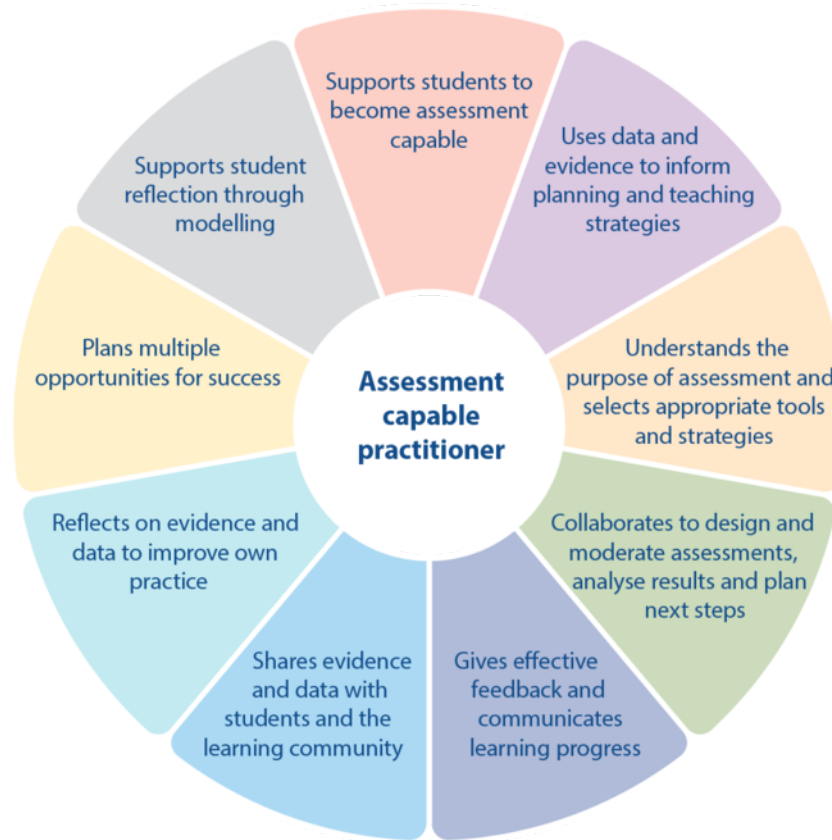 Supports students to
become assessment
capable
Uses data and
evidence to inform
planning and teaching
strategies
Understands the
purpose of assessment and
selects appropriate tools
and strategies
Collaborates to design and
moderate assessments,
analyse results and plan
next steps
Gives effective
feedback and
communicates
learning progress
Shares evidence
and data with
students and the
learning community
Reflects on evidence and
data to improve own
practice
Plans multiple
opportunities for success
Supports student
reflection through
modelling
Assessment
capable
practitioner